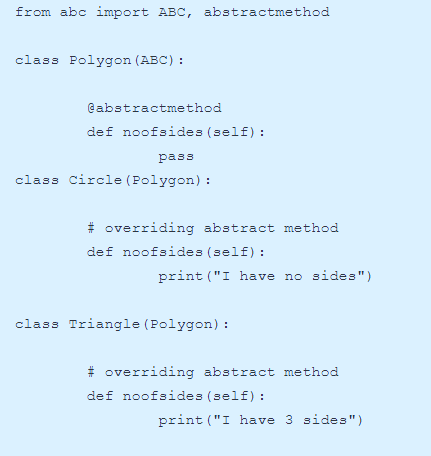 from abc import ABC, abstractmethod
class Polygon(ABC):
@abstractmethod
def noofsides(self):
pass
class Circle(Polygon):
# overriding abstract method
def noofsides(self):
print("I have no sides")
class Triangle(Polygon):
# overriding abstract method
def noofsides(self):
print("I have 3 sides")